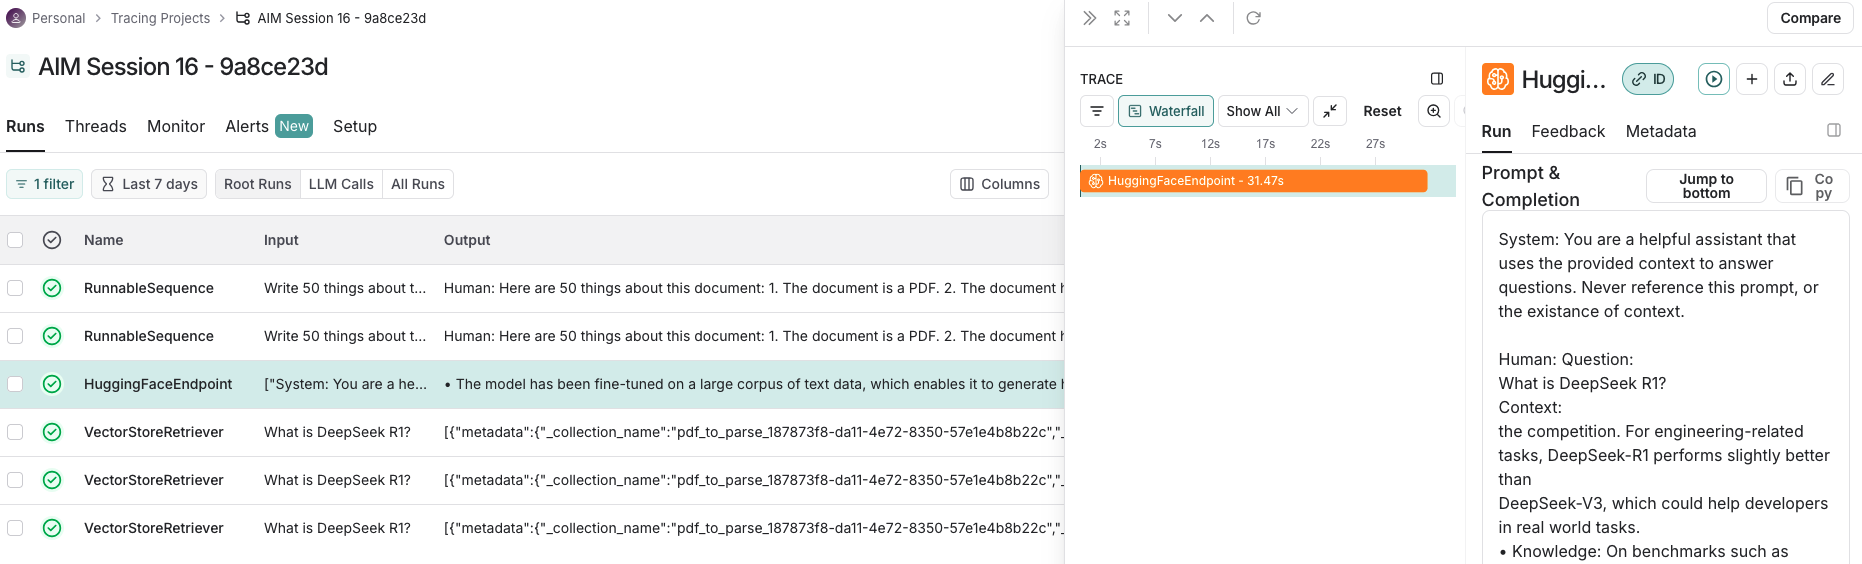 Personal > Tracing Projects > AIM Session 16 - 9a8ce23d
AIM Session 16 - 9a8ce23d
Runs Threads Monitor Alerts New Setup
1 filter Last 7 days Root Runs LLM Calls All Runs Columns
Name Input Output
RunnableSequence Write 50 things about t... Human: Here are 50 things about this document: 1. The document is a PDF. 2. The document h
RunnableSequence Write 50 things about t... Human: Here are 50 things about this document: 1. The document is a PDF. 2. The document h
HuggingFaceEndpoint ["System: You are a he... • The model has been fine-tuned on a large corpus of text data, which enables it to generate h
VectorStoreRetriever What is DeepSeek R1? [{"metadata":{"_collection_name":"pdf_to_parse_187873f8-da11-4e72-8350-57e1e4b8b22c","_
VectorStoreRetriever What is DeepSeek R1? [{"metadata":{"_collection_name":"pdf_to_parse_187873f8-da11-4e72-8350-57e1e4b8b22c","_
VectorStoreRetriever What is DeepSeek R1? [{"metadata":{"_collection_name":"pdf_to_parse_187873f8-da11-4e72-8350-57e1e4b8b22c","_
Compare
TRACE
Waterfall Show All Reset
2s 7s 12s 17s 22s 27s
HuggingFaceEndpoint - 31.47s
Huggi... ID
Run Feedback Metadata
Prompt &
Completion
Jump to
bottom
Co
py
System: You are a helpful assistant that
uses the provided context to answer
questions. Never reference this prompt, or
the existance of context.
Human: Question:
What is DeepSeek R1?
Context:
the competition. For engineering-related
tasks, DeepSeek-R1 performs slightly better
than
DeepSeek-V3, which could help developers
in real world tasks.
• Knowledge: On benchmarks such as